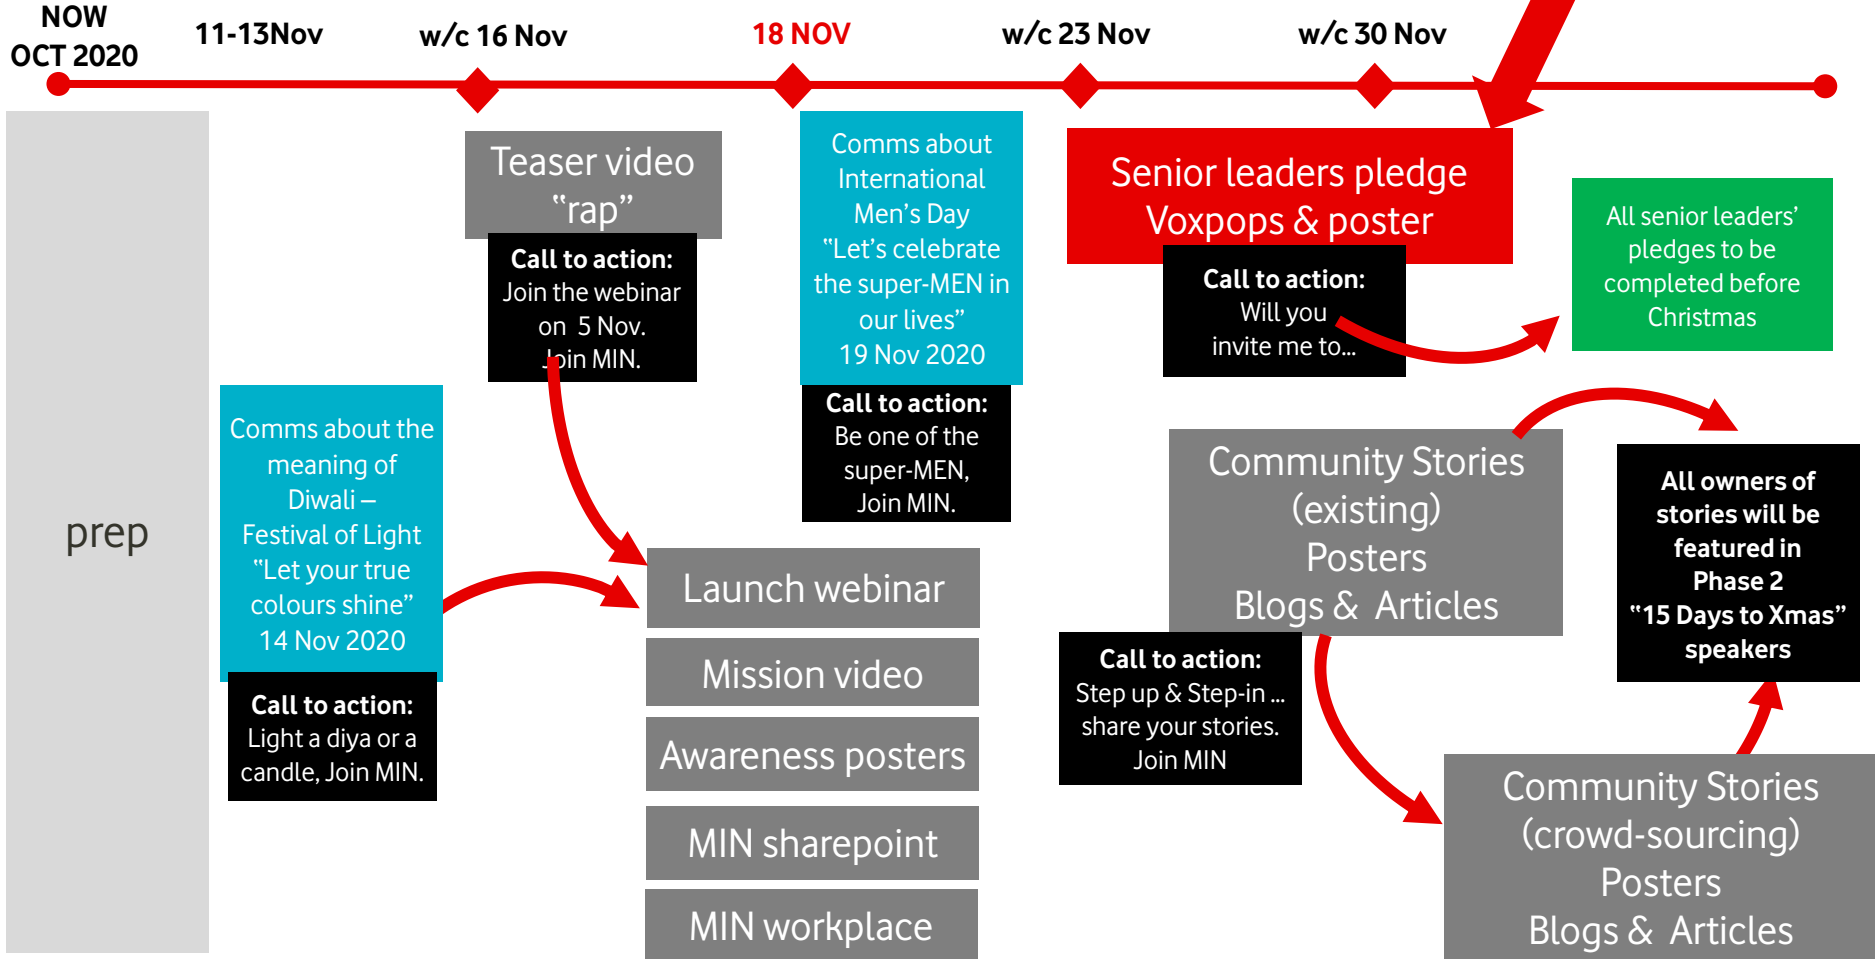 NOW
OCT 2020
11-13Nov
w/c 16 Nov
18 NOV
w/c 23 Nov
w/c 30 Nov
prep
Comms about the
meaning of
Diwali –
Festival of Light
“Let your true
colours shine”
14 Nov 2020
Call to action:
Light a diya or a
candle, Join MIN.
Teaser video
“rap”
Call to action:
Join the webinar
on 5 Nov.
Join MIN.
Launch webinar
Mission video
Awareness posters
MIN sharepoint
MIN workplace
Comms about
International
Men’s Day
“Let’s celebrate
the super-MEN in
our lives”
19 Nov 2020
Call to action:
Be one of the
super-MEN,
Join MIN.
Senior leaders pledge
Voxpops & poster
Call to action:
Will you
invite me to...
All senior leaders’
pledges to be
completed before
Christmas
Community Stories
(existing)
Posters
Blogs & Articles
Call to action:
Step up & Step-in ...
share your stories.
Join MIN
All owners of
stories will be
featured in
Phase 2
“15 Days to Xmas”
speakers
Community Stories
(crowd-sourcing)
Posters
Blogs & Articles